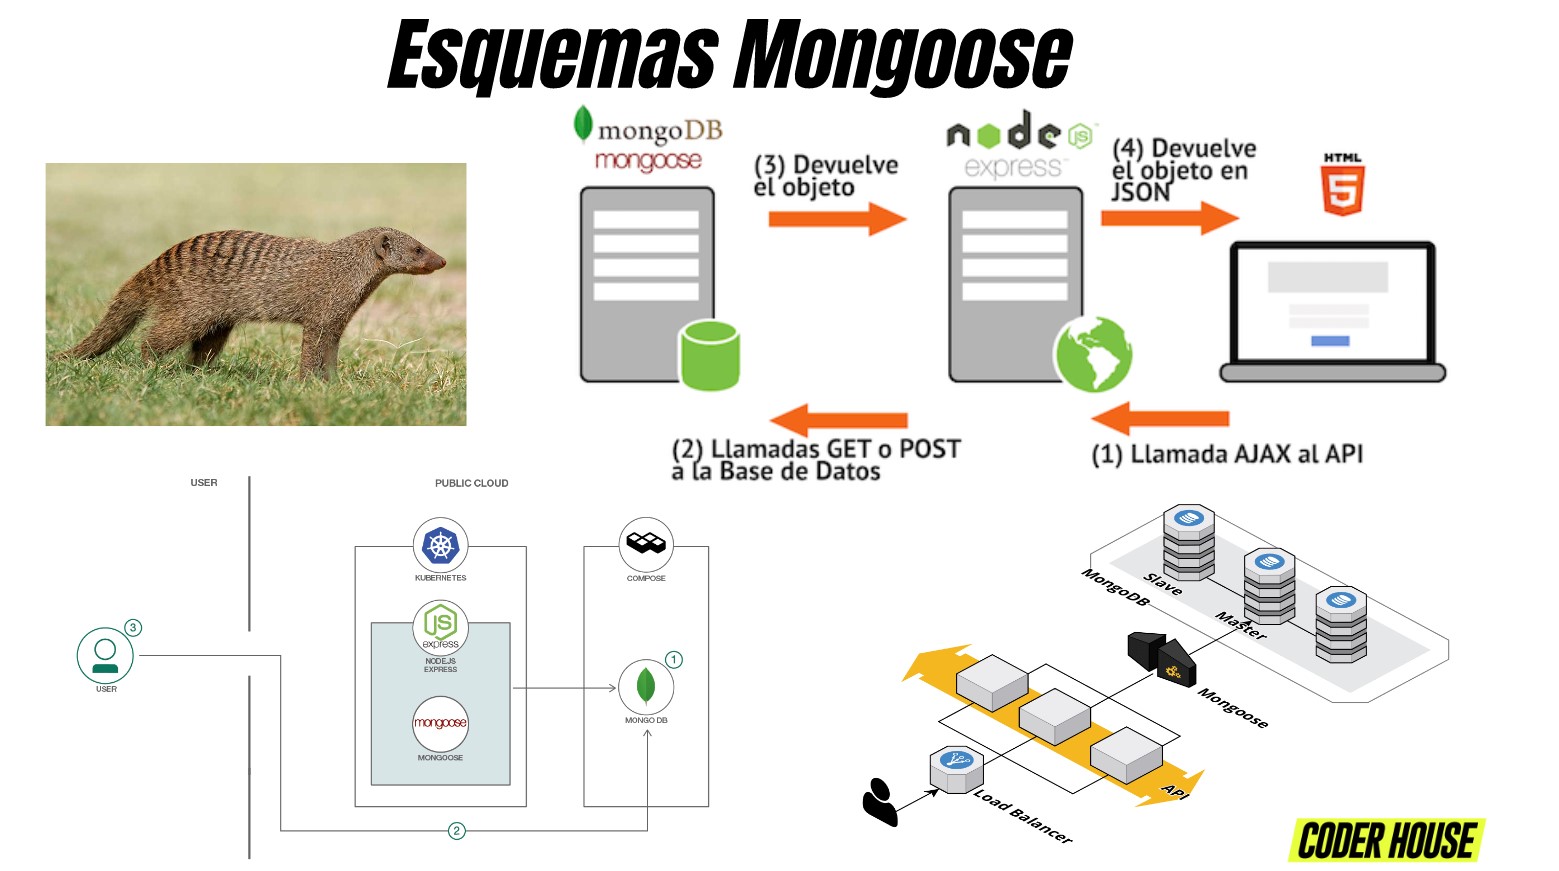 Esquemas Mongoose
mongoDB
mongoose
(3) Devuelve
el objeto
node
JS
express
(4) Devuelve
el objeto en
JSON
HTML
5
(2) Llamadas GET o POST
a la Base de Datos
(1) Llamada AJAX al API
USER
PUBLIC CLOUD
KUBERNETES
COMPOSE
JS
express
NODEJS
EXPRESS
3
USER
1
MONGO DB
mongoose
MONGOOSE
2
MongoDB
Slave
Master
Mongoose
API
Load Balancer
CODER HOUSE